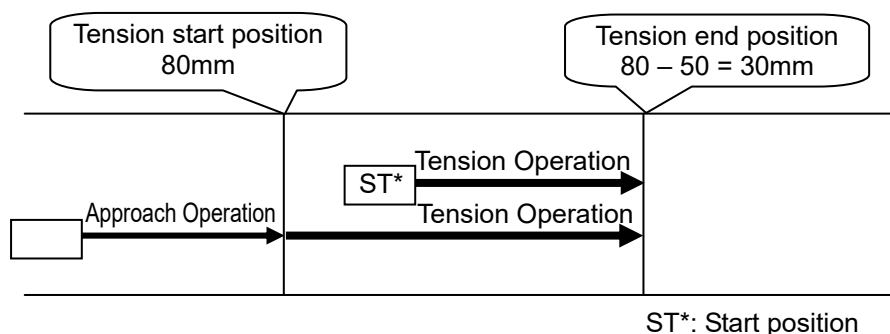 Tension start position
80mm
Tension end position
80 – 50 = 30mm
Tension Operation
ST*
Approach Operation
Tension Operation
ST*: Start position